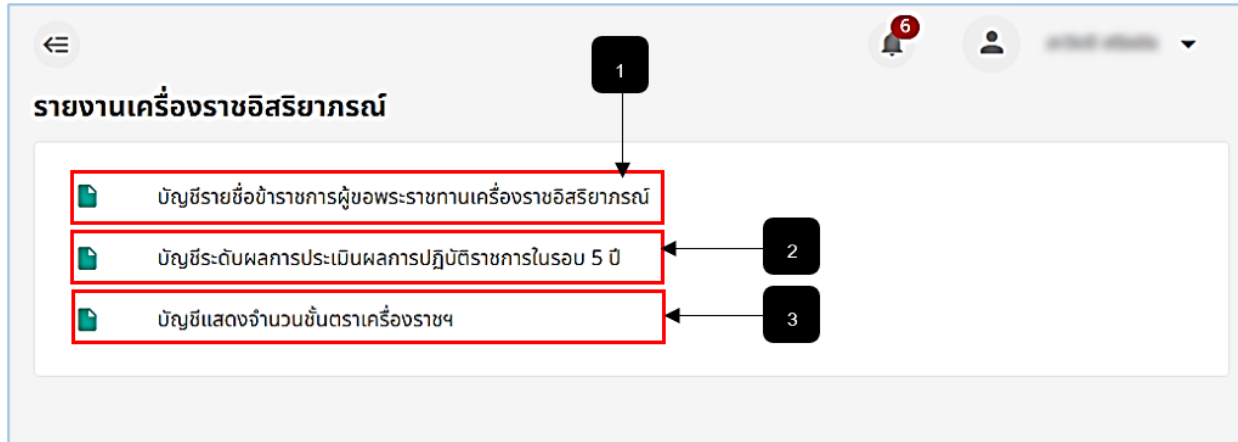 6
1
รายงานเครื่องราชอิสริยาภรณ์
บัญชีรายชื่อข้าราชการผู้ขอพระราชทานเครื่องราชอิสริยาภรณ์
บัญชีระดับผลการประเมินผลการปฏิบัติราชการในรอบ 5 ปี
2
บัญชีแสดงจำนวนชั้นตราเครื่องราชฯ
3